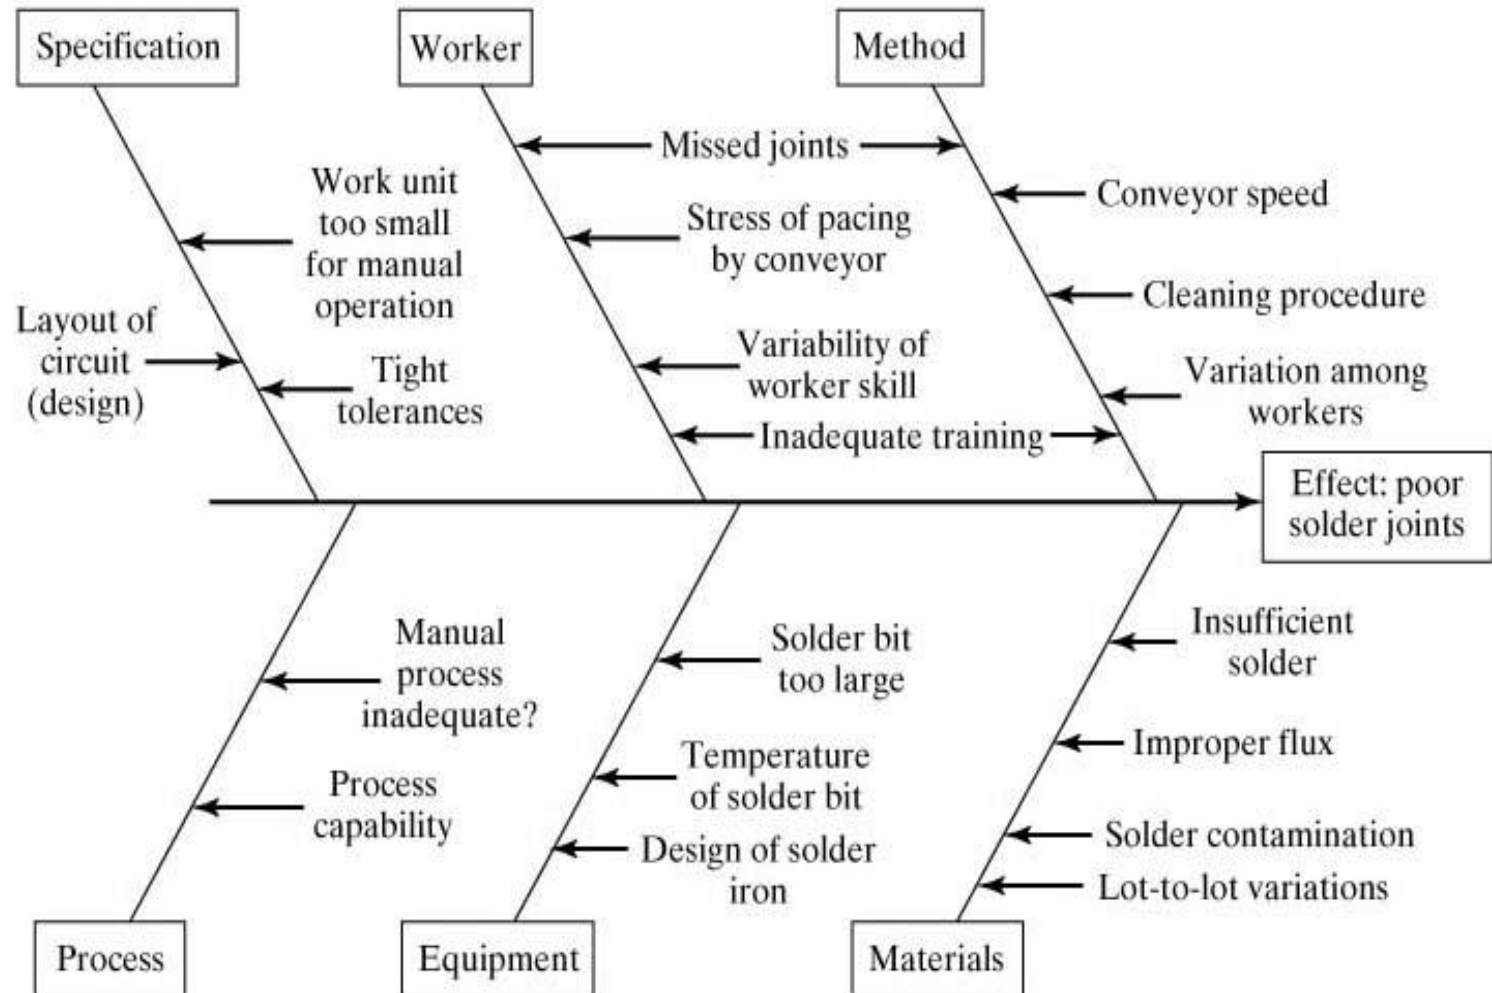 Specification
Worker
Method
Missed joints
Work unit
too small
for manual
operation
Conveyor speed
Stress of pacing
by conveyor
Cleaning procedure
Layout of
circuit
(design)
Tight
tolerances
Variability of
worker skill
Variation among
workers
Inadequate training
Effect: poor
solder joints
Manual
process
inadequate?
Solder bit
too large
Insufficient
solder
Process
capability
Temperature
of solder bit
Improper flux
Design of solder
iron
Solder contamination
Lot-to-lot variations
Process
Equipment
Materials